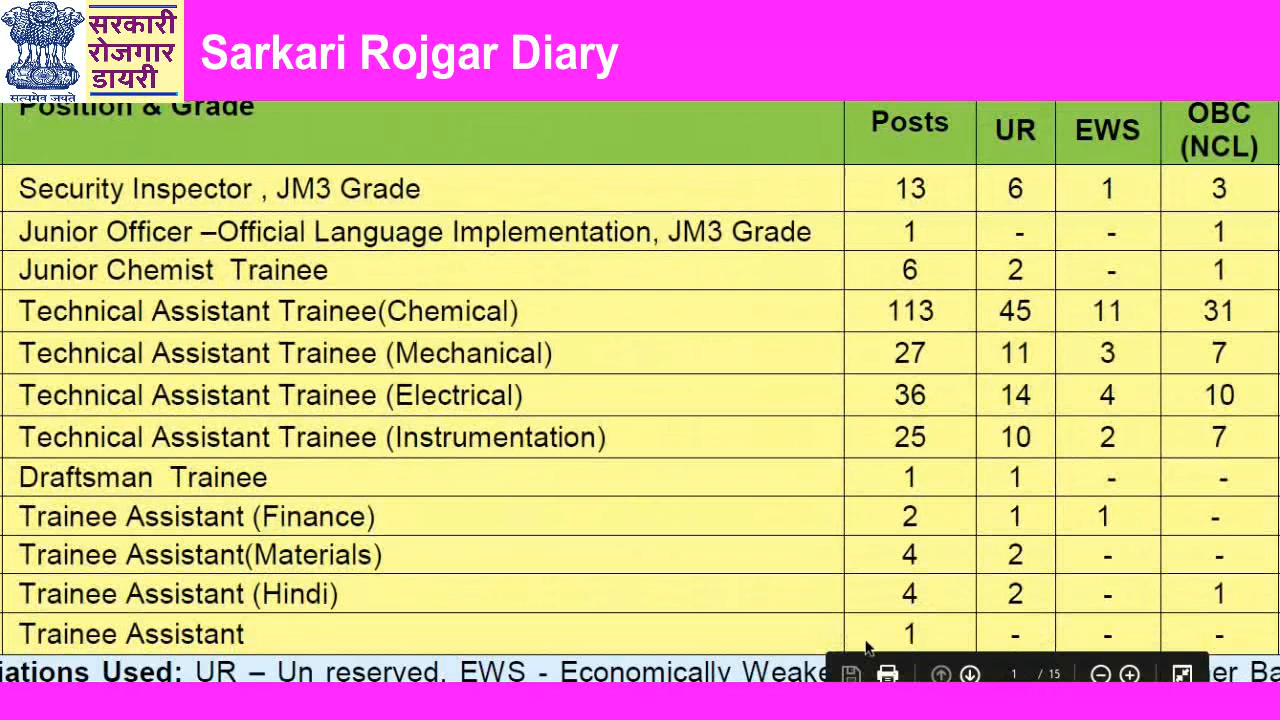 सत्यमेव जयते
सरकारी
रोजगार
डायरी
Sarkari Rojgar Diary
Position & Grade Posts UR EWS OBC (NCL)
Security Inspector , JM3 Grade 13 6 1 3
Junior Officer –Official Language Implementation, JM3 Grade 1 - - 1
Junior Chemist Trainee 6 2 - 1
Technical Assistant Trainee(Chemical) 113 45 11 31
Technical Assistant Trainee (Mechanical) 27 11 3 7
Technical Assistant Trainee (Electrical) 36 14 4 10
Technical Assistant Trainee (Instrumentation) 25 10 2 7
Draftsman Trainee 1 1 - -
Trainee Assistant (Finance) 2 1 1 -
Trainee Assistant(Materials) 4 2 - -
Trainee Assistant (Hindi) 4 2 - 1
Trainee Assistant 1 - - -
iations Used: UR – Un reserved, EWS - Economically Weake er Ba
1 / 15